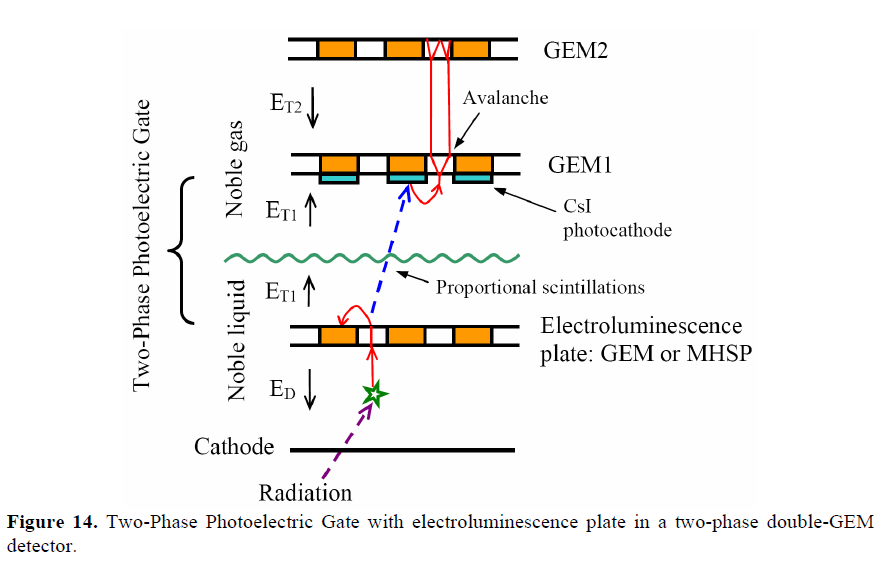 GEM2
E_T2
Avalanche
GEM1
CsI
photocathode
E_T1
Noble gas
Two-Phase Photoelectric Gate
Proportional scintillations
E_T1
Noble liquid
Electroluminescence
plate: GEM or MHSP
E_D
Cathode
Radiation
Figure 14. Two-Phase Photoelectric Gate with electroluminescence plate in a two-phase double-GEM
detector.